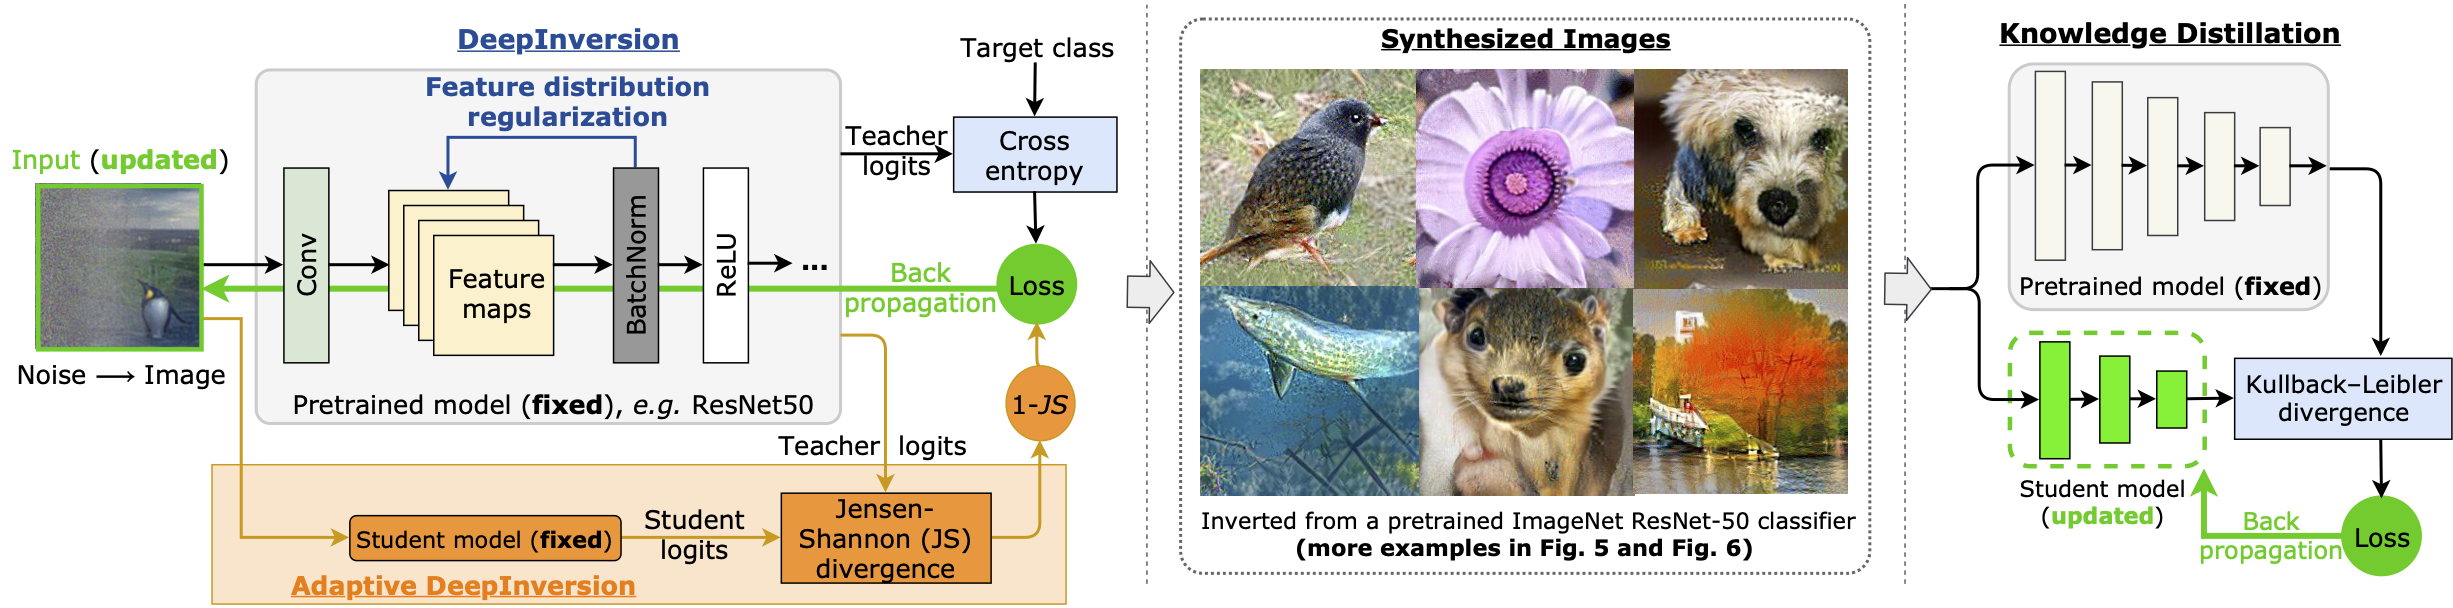 DeepInversion
Feature distribution
regularization
Input (updated)
Noise ⟶ Image
Conv
Feature
maps
BatchNorm
ReLU
...
Pretrained model (fixed), e.g. ResNet50
Target class
Teacher
logits
Cross
entropy
Loss
Back
propagation
1-JS
Teacher logits
Student model (fixed)
Student
logits
Jensen-
Shannon (JS)
divergence
Adaptive DeepInversion
Synthesized Images
Inverted from a pretrained ImageNet ResNet-50 classifier
(more examples in Fig. 5 and Fig. 6)
Knowledge Distillation
Pretrained model (fixed)
Kullback–Leibler
divergence
Student model
(updated)
Back
propagation
Loss